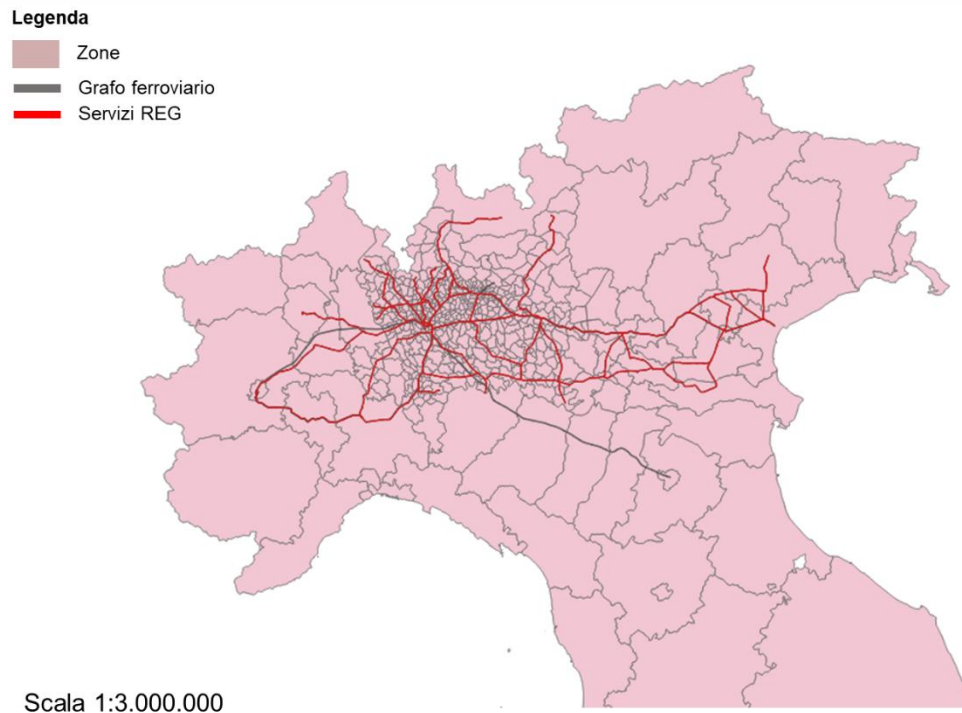 Legenda
Zone
Grafo ferroviario
Servizi REG
Scala 1:3.000.000